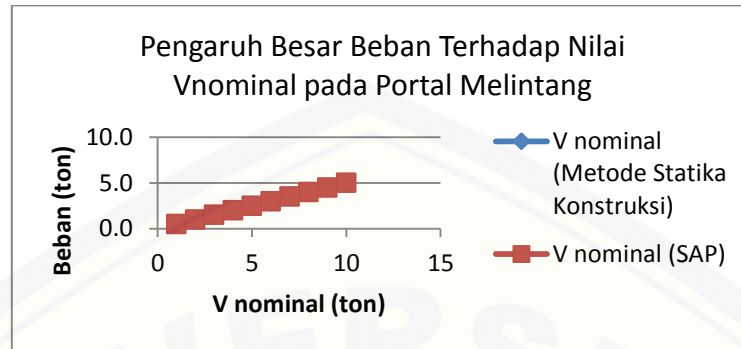 Pengaruh Besar Beban Terhadap Nilai
Vnominal pada Portal Melintang
10.0
5.0
0.0
0 5 10 15
Beban (ton)
V nominal (ton)
V nominal
(Metode Statika
Konstruksi)
V nominal (SAP)